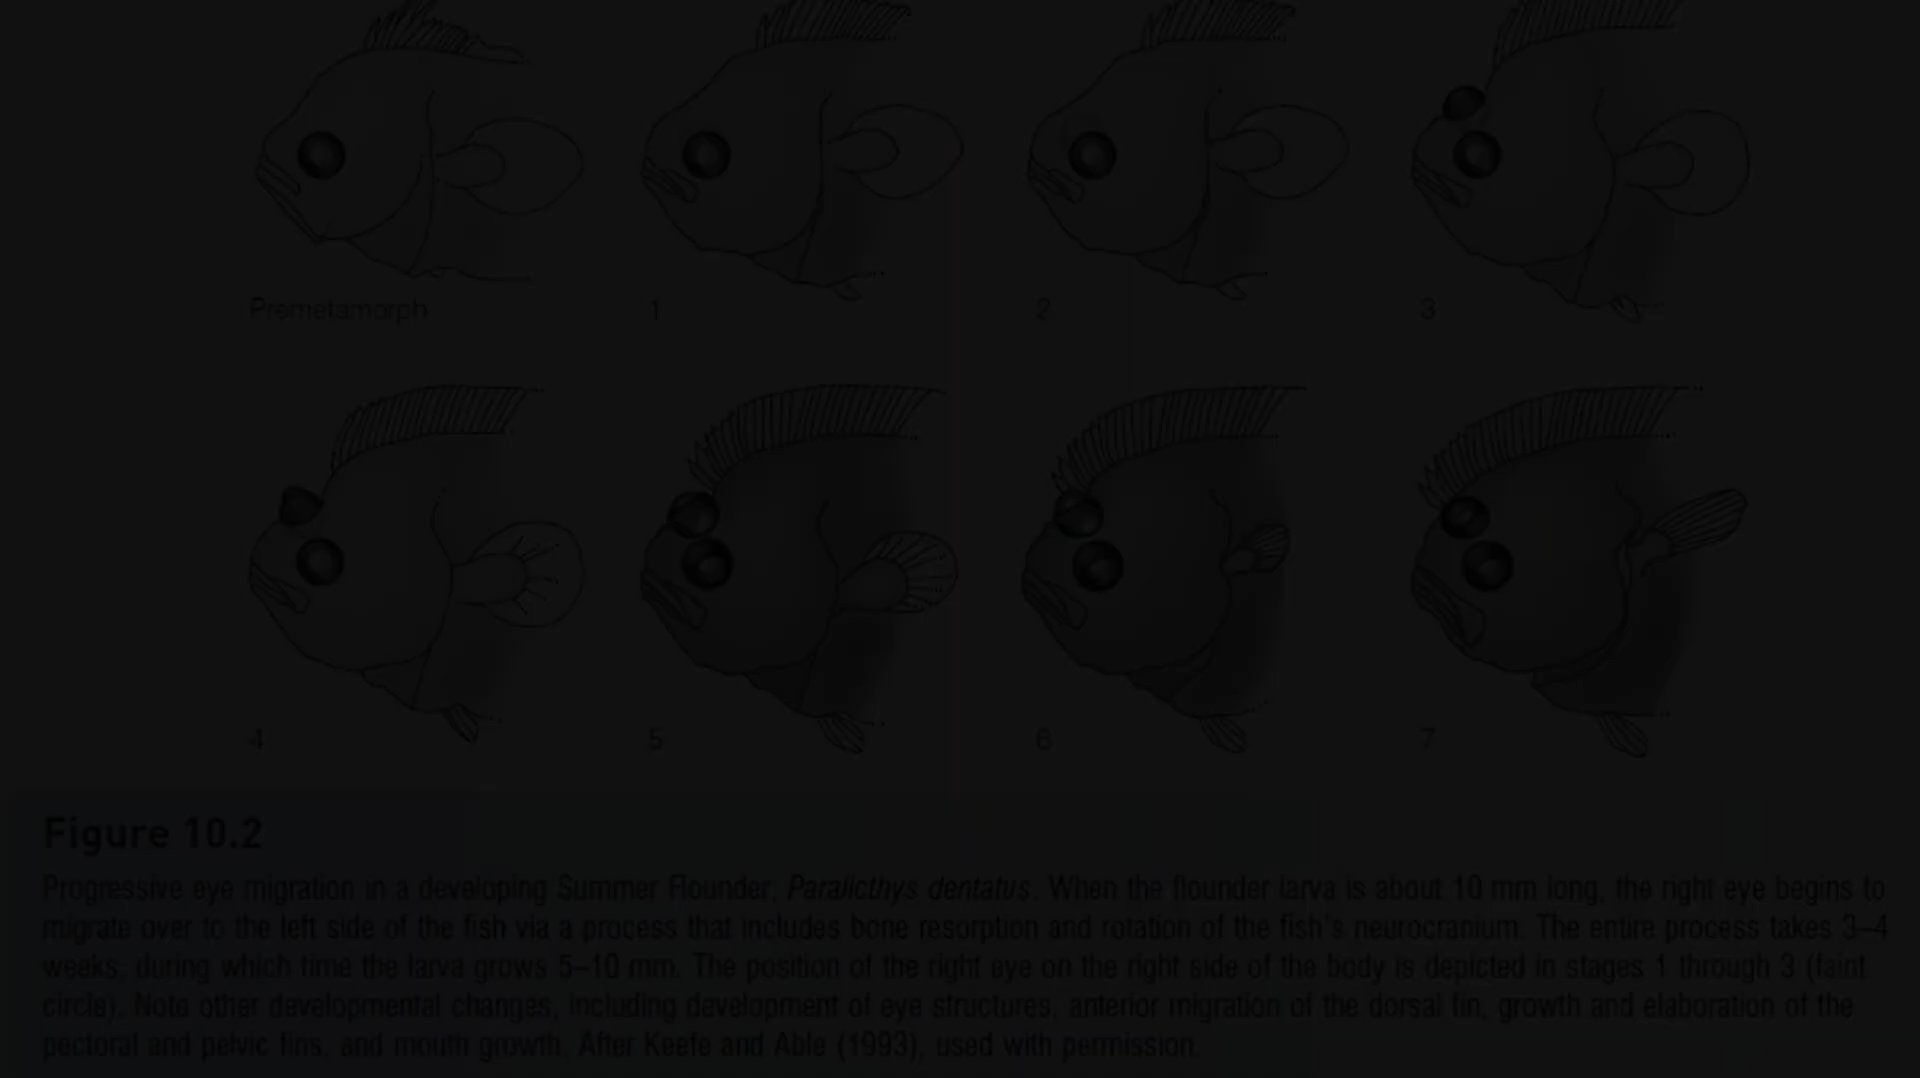 Premetamorph 1 2 3
4 5 6 7
Figure 10.2
Progressive eye migration in a developing Summer Flounder, Paralicthys dentatus. When the flounder larva is about 10 mm long, the right eye begins to
migrate over to the left side of the fish via a process that includes bone resorption and rotation of the fish's neurocranium. The entire process takes 3–4
weeks, during which time the larva grows 5–10 mm. The position of the right eye on the right side of the body is depicted in stages 1 through 3 (faint
circle). Note other developmental changes, including development of eye structures, anterior migration of the dorsal fin, growth and elaboration of the
pectoral and pelvic fins, and mouth growth. After Keefe and Able (1993), used with permission.